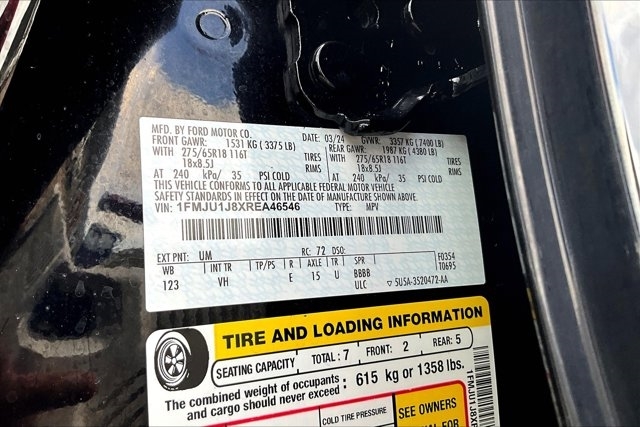 MFD. BY FORD MOTOR CO. DATE: 03/24 GVWR: 3357 KG (7400 LB)
FRONT GAWR: 1531 KG (3375 LB) REAR GAWR: 1987 KG (4380 LB)
WITH 275/65R18 116T TIRES WITH 275/65R18 116T TIRES
18x8.5J RIMS 18x8.5J
AT 240 kPa/ 35 PSI COLD AT 240 kPa/ 35 PSI COLD
THIS VEHICLE CONFORMS TO ALL APPLICABLE FEDERAL MOTOR VEHICLE
SAFETY STANDARDS IN EFFECT ON THE DATE OF MANUFACTURE SHOWN ABOVE.
VIN: 1FMJU1J8XREA46546 TYPE: MPV
EXT PNT: UM RC: 72 DSO: F0354
WB INT TR TP/PS R AXLE TR SPR T0695
123 VH E 15 U BBBB
ULC ▽ 5U5A-3520472-AA
TIRE AND LOADING INFORMATION
SEATING CAPACITY TOTAL: 7 FRONT: 2 REAR: 5
The combined weight of occupants and cargo should never exceed: 615 kg or 1358 lbs.
COLD TIRE PRESSURE SEE OWNERS
MANUAL FOR
1FMJU1J8XRE